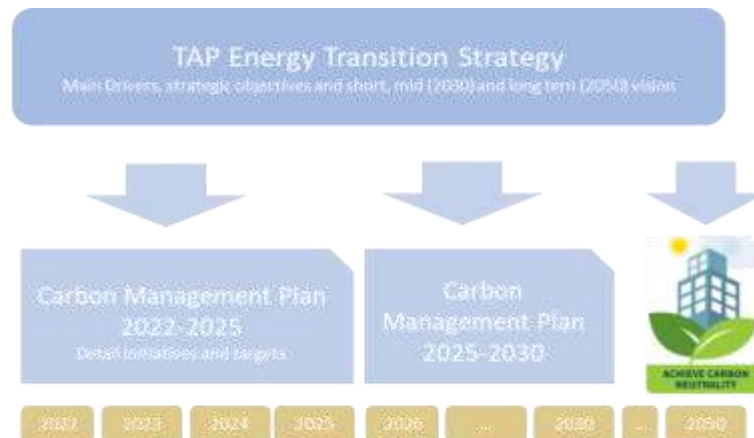 TAP Energy Transition Strategy
Main Drivers, strategic objectives and short, mid (2030) and long term (2050) vision
Carbon Management Plan
2022-2025
Detail initiatives and targets
Carbon
Management Plan
2025-2030
ACHIEVE CARBON
NEUTRALITY
2022 2023 2024 2025 2026 ... 2030 ... 2050